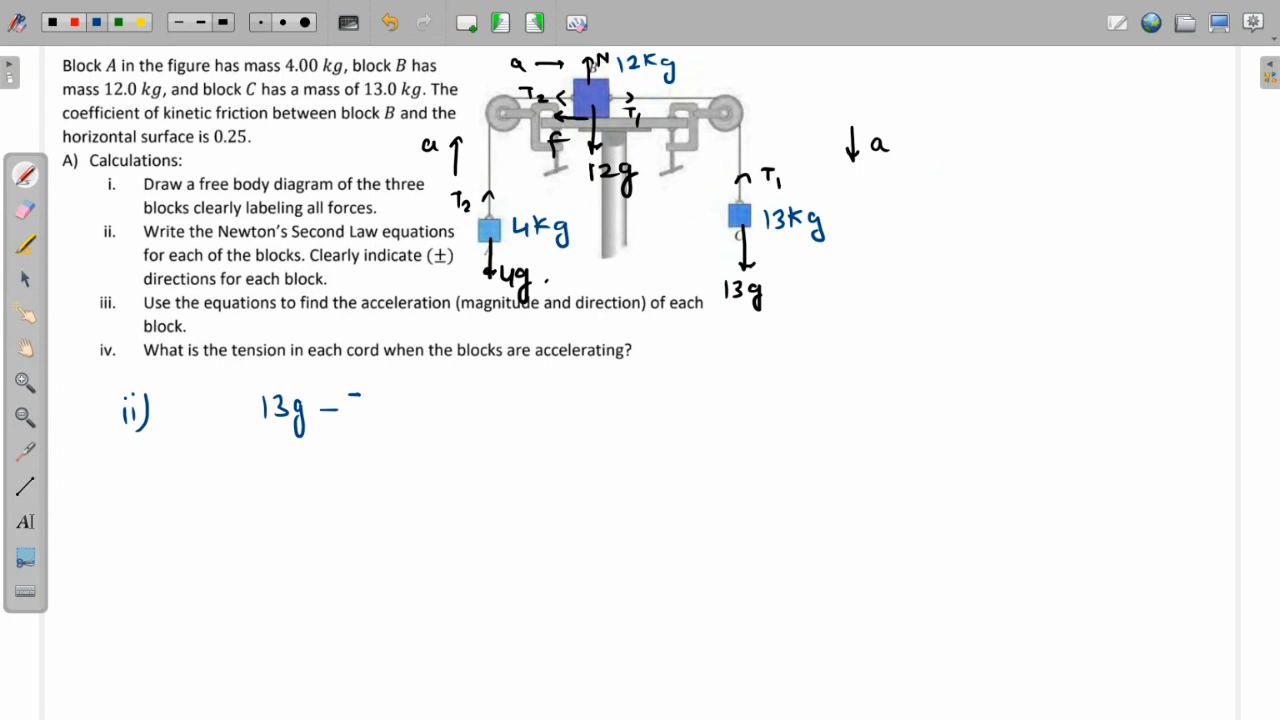 Block A in the figure has mass 4.00 kg, block B has
mass 12.0 kg, and block C has a mass of 13.0 kg. The
coefficient of kinetic friction between block B and the
horizontal surface is 0.25.
A) Calculations:
i. Draw a free body diagram of the three
blocks clearly labeling all forces.
ii. Write the Newton's Second Law equations
for each of the blocks. Clearly indicate (±)
directions for each block.
iii. Use the equations to find the acceleration (magnitude and direction) of each
block.
iv. What is the tension in each cord when the blocks are accelerating?
a → N 12kg
T₂ T₁
f
12g
a
T₂
4kg
4g
a
T₁
13kg
C
13g
ii) 13g –
AI